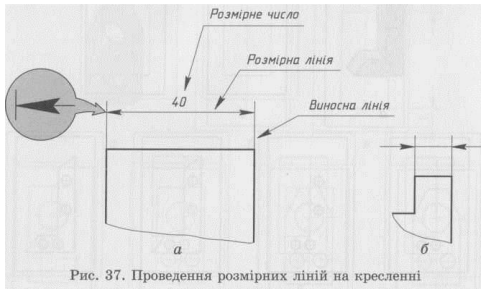 Розмірне число
Розмірна лінія
40
Виносна лінія
а
б
Рис. 37. Проведення розмірних ліній на кресленні